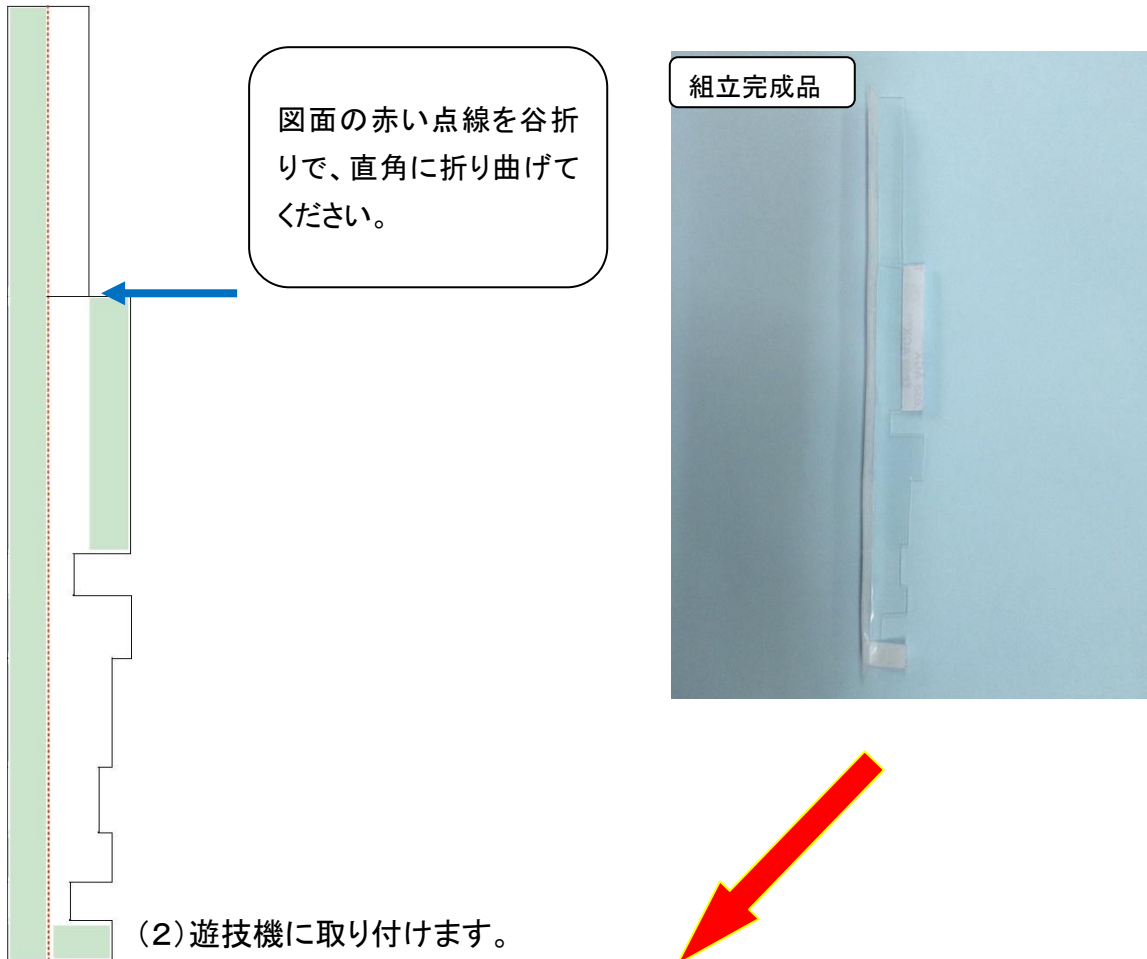 図面の赤い点線を谷折
りで、直角に折り曲げて
ください。
組立完成品
(2)遊技機に取り付けます。